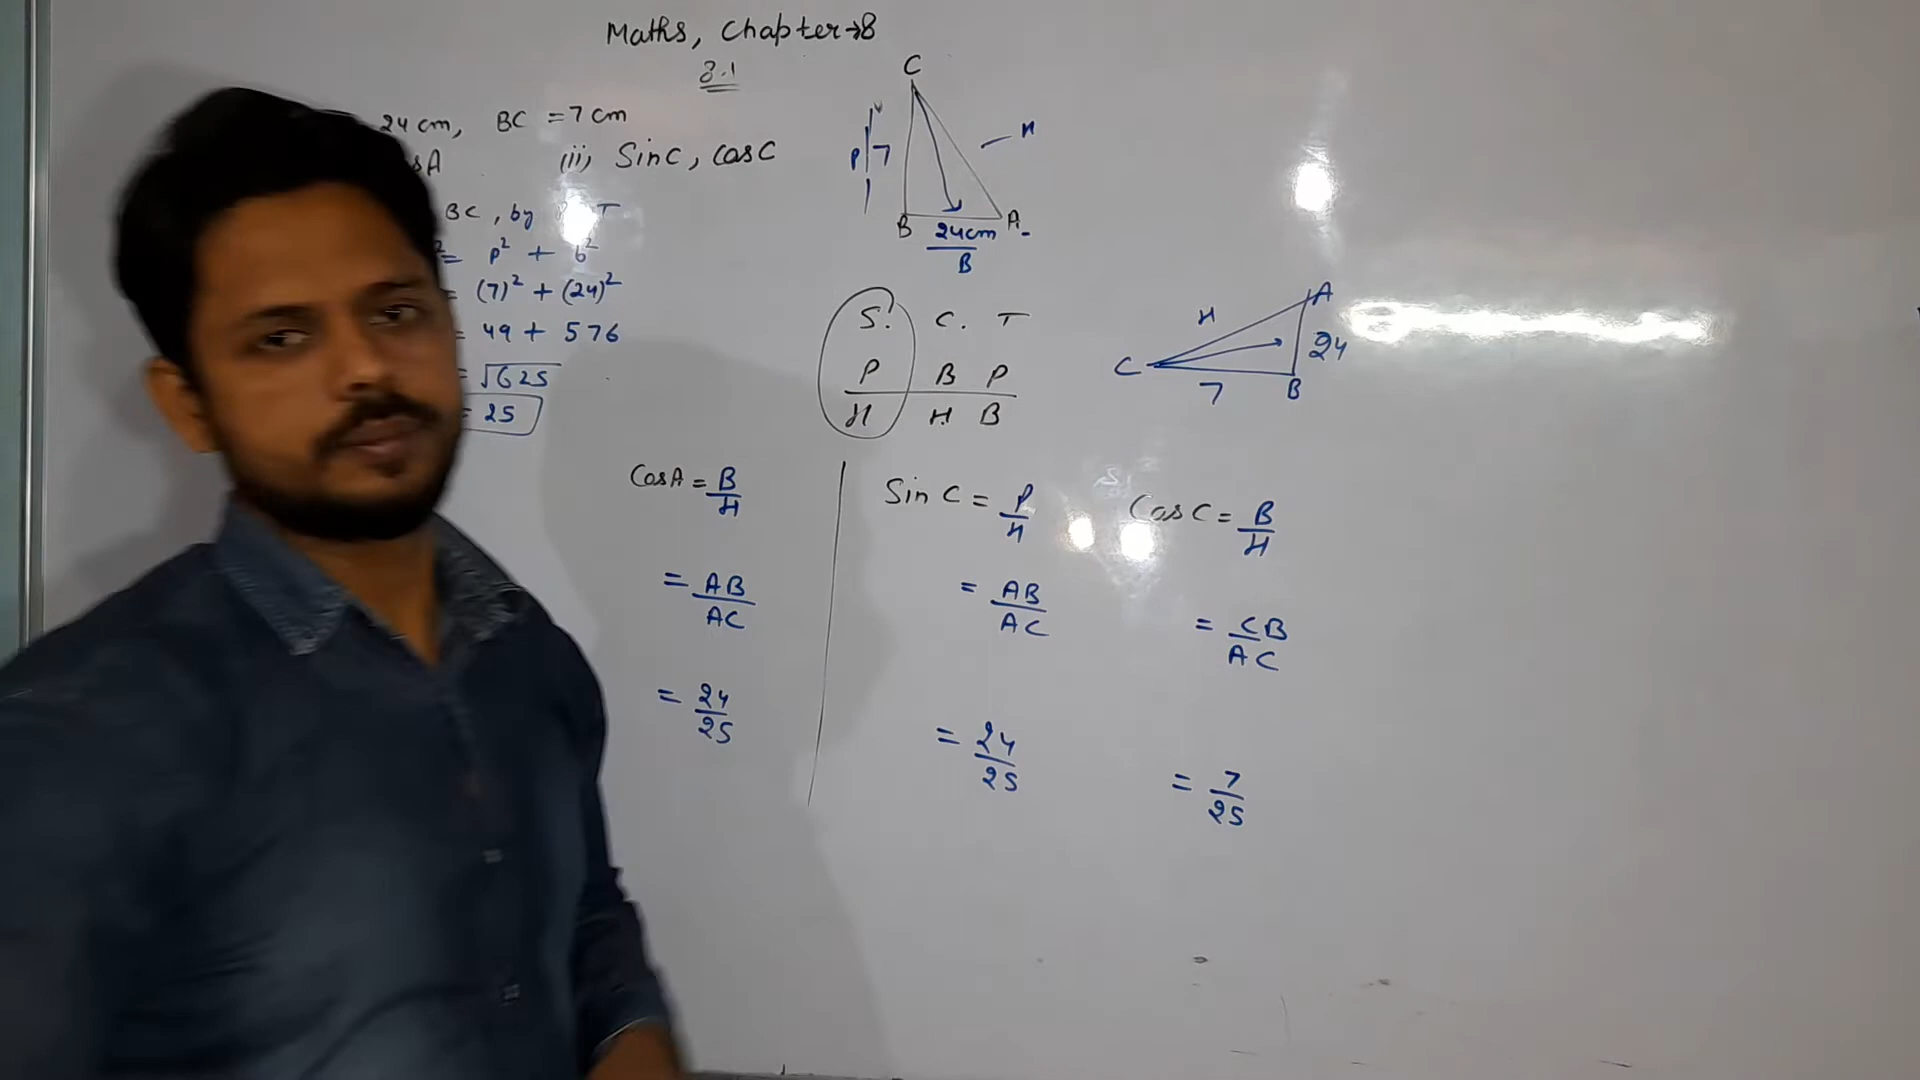 Maths, Chapter→8
8.1
24 cm, BC = 7 cm
A (ii) Sin C, Cos C
BC, by T
2 = p² + b²
= (7)² + (24)²
= 49 + 576
= √625
= 25
C
P 7 H
B 24cm A
B
S. C. T
P B P
H H B
A
H
24
C
7 B
Cos A = B/H
= AB/AC
= 24/25
Sin C = P/H
= AB/AC
= 24/25
Cos C = B/H
= CB/AC
= 7/25